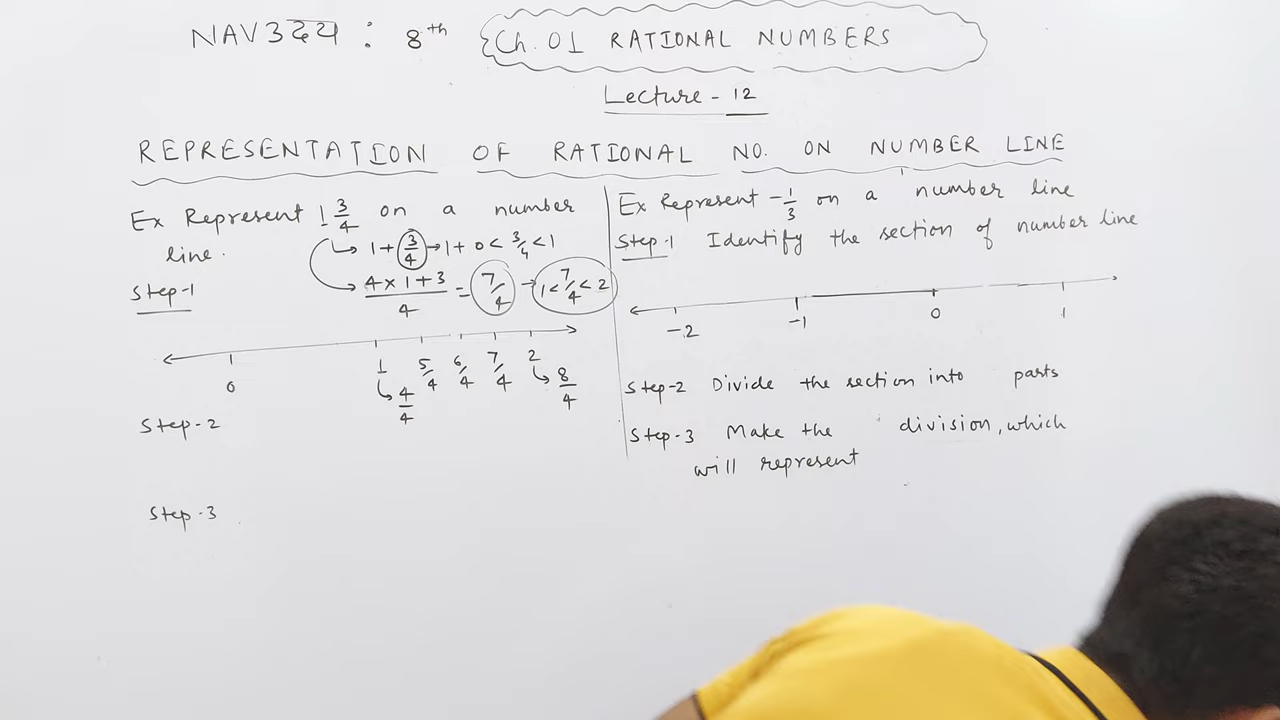 NAV324 : 8th Ch. 01 RATIONAL NUMBERS
Lecture - 12
REPRESENTATION OF RATIONAL NO. ON NUMBER LINE
Ex Represent 1 3/4 on a number
line.
1 + 3/4 → 1 + 0 < 3/4 < 1
Step-1
4 x 1 + 3 / 4 = 7/4 → 1 < 7/4 < 2
0 1 5/4 6/4 7/4 2
4/4 8/4
Step-2
Step-3
Ex Represent -1/3 on a number line
Step-1 Identify the section of number line
-2 -1 0 1
Step-2 Divide the section into parts
Step-3 Make the division, which
will represent